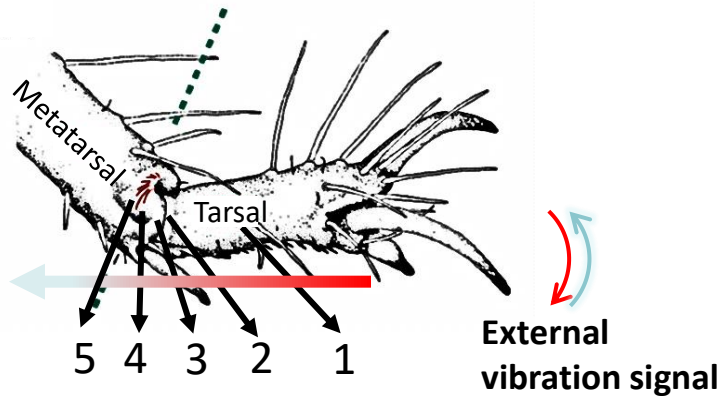 Metatarsal
Tarsal
5 4 3 2 1
External
vibration signal